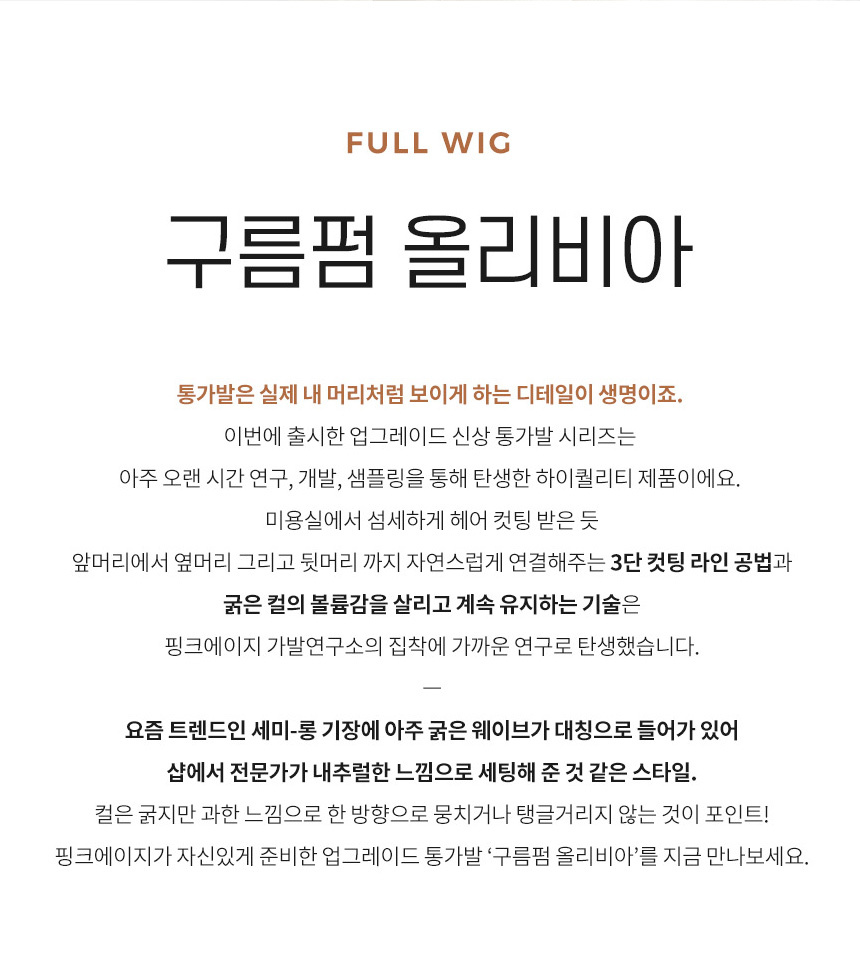 FULL WIG
구름펌 올리비아
통가발은 실제 내 머리처럼 보이게 하는 디테일이 생명이죠.
이번에 출시한 업그레이드 신상 통가발 시리즈는
아주 오랜 시간 연구, 개발, 샘플링을 통해 탄생한 하이퀄리티 제품이에요.
미용실에서 섬세하게 헤어 컷팅 받은 듯
앞머리에서 옆머리 그리고 뒷머리 까지 자연스럽게 연결해주는 3단 컷팅 라인 공법과
굵은 컬의 볼륨감을 살리고 계속 유지하는 기술은
핑크에이지 가발연구소의 집착에 가까운 연구로 탄생했습니다.
—
요즘 트렌드인 세미-롱 기장에 아주 굵은 웨이브가 대칭으로 들어가 있어
샵에서 전문가가 내추럴한 느낌으로 세팅해 준 것 같은 스타일.
컬은 굵지만 과한 느낌으로 한 방향으로 뭉치거나 탱글거리지 않는 것이 포인트!
핑크에이지가 자신있게 준비한 업그레이드 통가발 ‘구름펌 올리비아’를 지금 만나보세요.